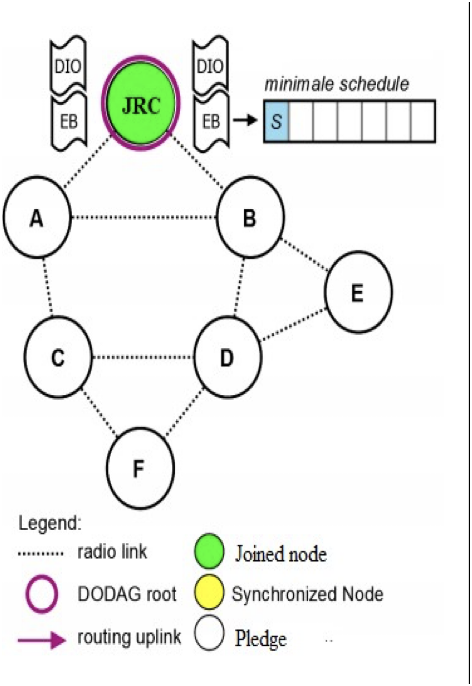 DIO
EB
JRC
DIO
EB
minimale schedule
S
A
B
E
C
D
F
Legend:
radio link
Joined node
DODAG root
Synchronized Node
routing uplink
Pledge
..